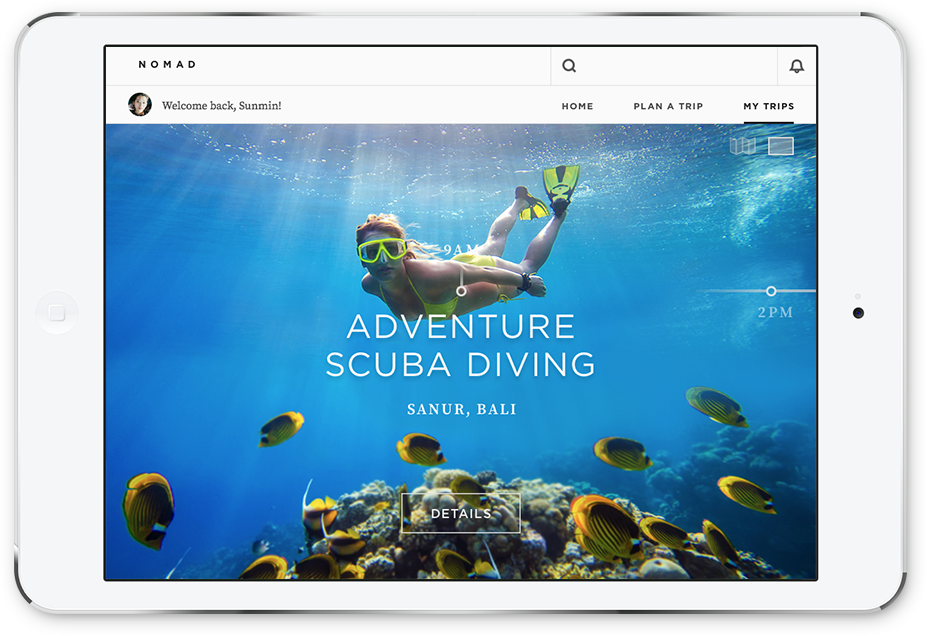 NOMAD
Welcome back, Sunmin!
HOME PLAN A TRIP MY TRIPS
9AM
2PM
ADVENTURE
SCUBA DIVING
SANUR, BALI
DETAILS